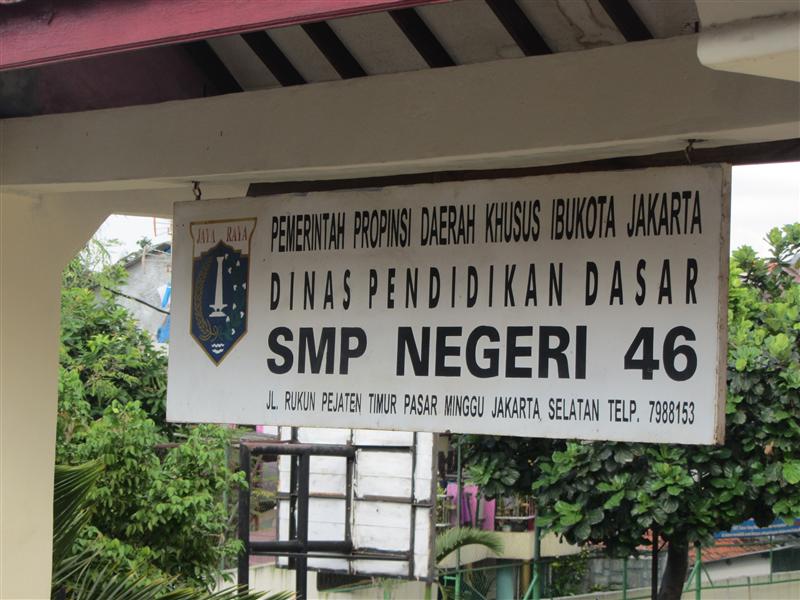 JAYA RAYA
PEMERINTAH PROPINSI DAERAH KHUSUS IBUKOTA JAKARTA
DINAS PENDIDIKAN DASAR
SMP NEGERI 46
JL. RUKUN PEJATEN TIMUR PASAR MINGGU JAKARTA SELATAN TELP. 7988153